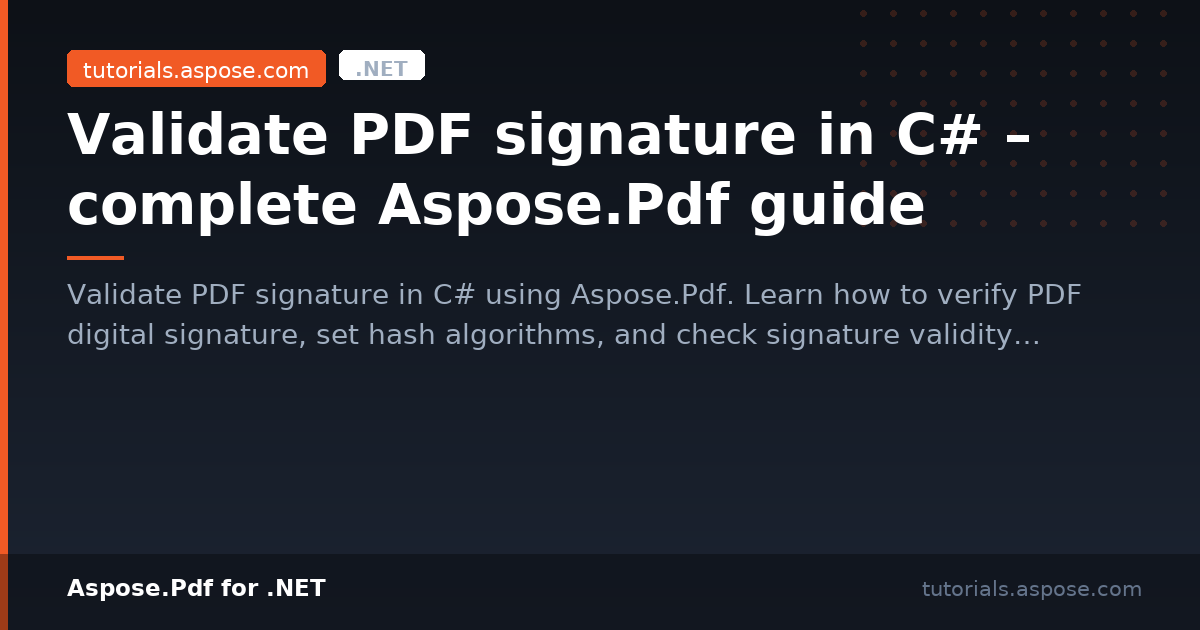 tutorials.aspose.com .NET
Validate PDF signature in C# –
complete Aspose.Pdf guide
Validate PDF signature in C# using Aspose.Pdf. Learn how to verify PDF
digital signature, set hash algorithms, and check signature validity...
Aspose.Pdf for .NET tutorials.aspose.com